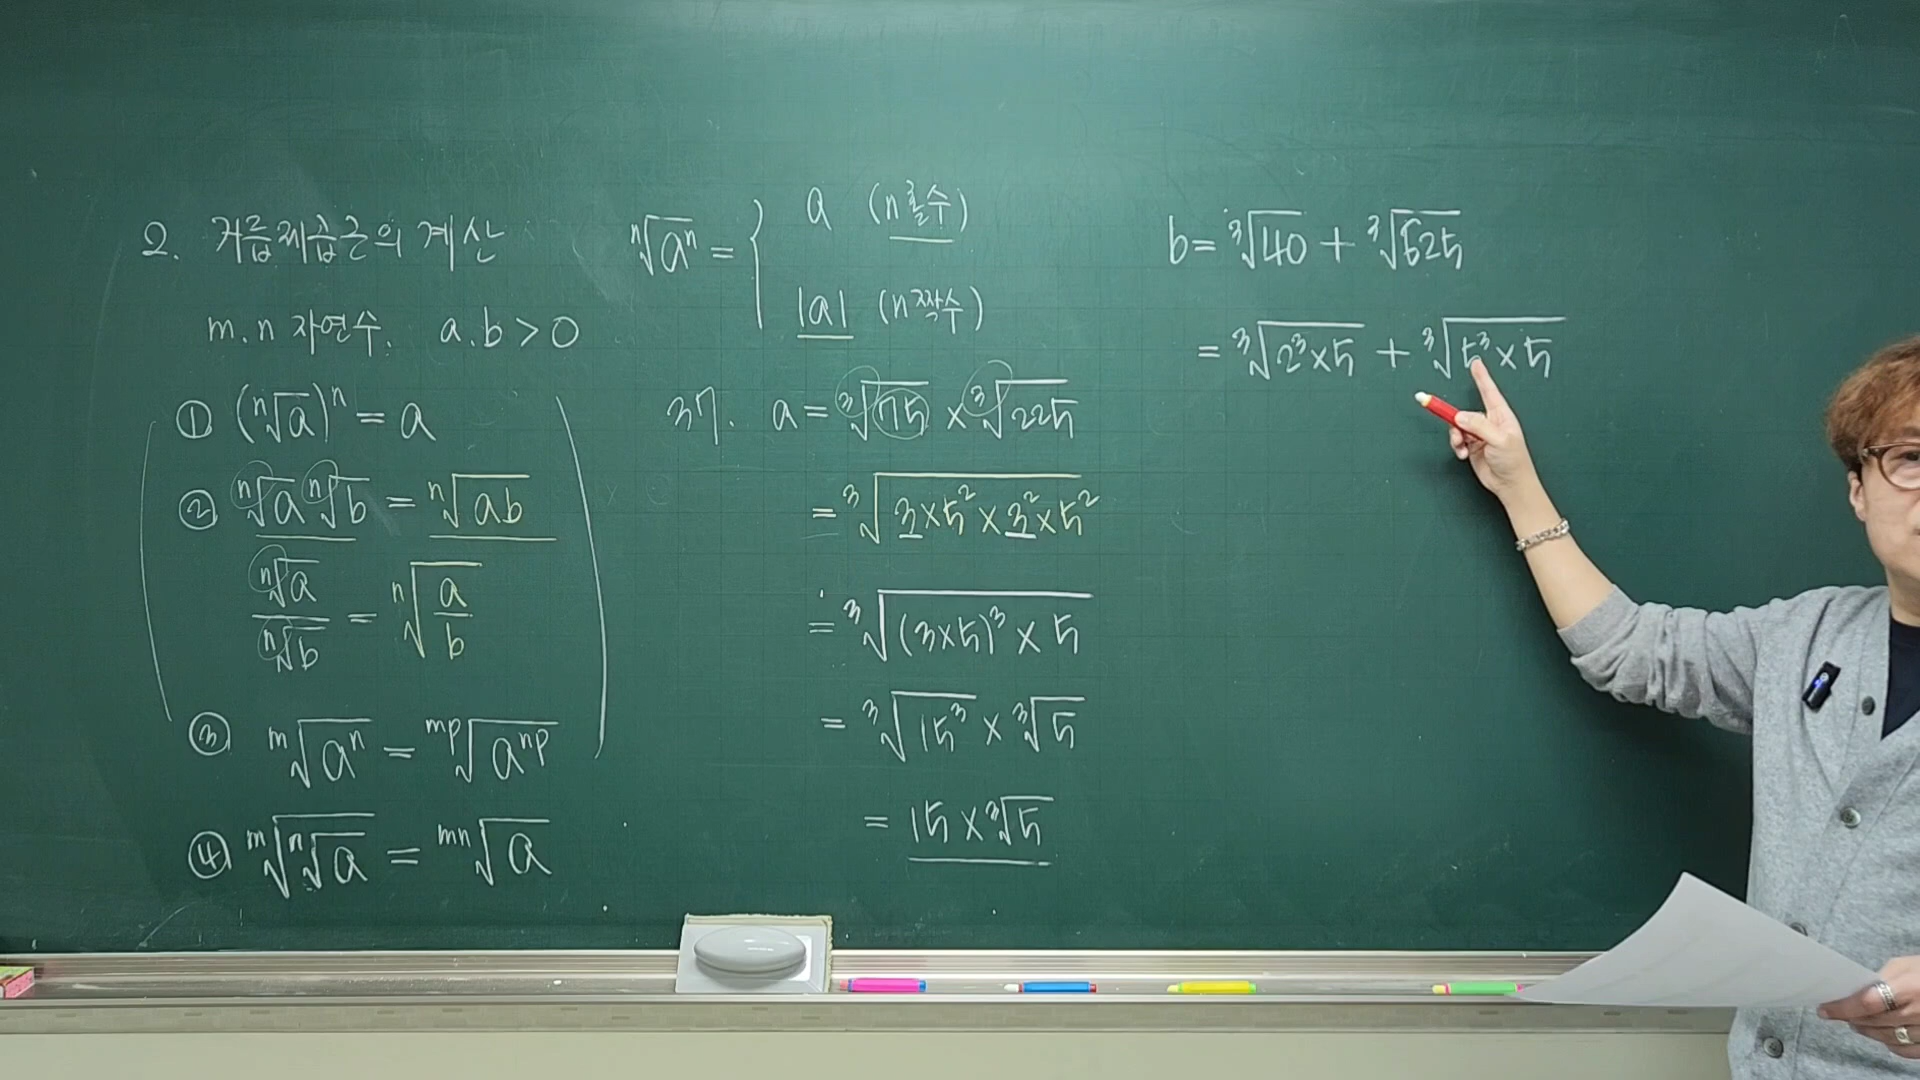 2. 거듭제곱근의 계산
m.n 자연수. a.b > 0
① (ⁿ√a)ⁿ = a
② ⁿ√a ⁿ√b = ⁿ√(ab)
ⁿ√a / ⁿ√b = ⁿ√(a/b)
③ ᵐ√(aⁿ) = ᵐᵖ√(aⁿᵖ)
④ ᵐ√(ⁿ√a) = ᵐⁿ√a
ⁿ√(aⁿ) = { a (n홀수)
|a| (n짝수)
37. a = ³√75 × ³√225
= ³√(3×5²×3²×5²)
= ³√((3×5)³×5)
= ³√(15³) × ³√5
= 15 × ³√5
b = ³√40 + ³√625
= ³√(2³×5) + ³√(5³×5)